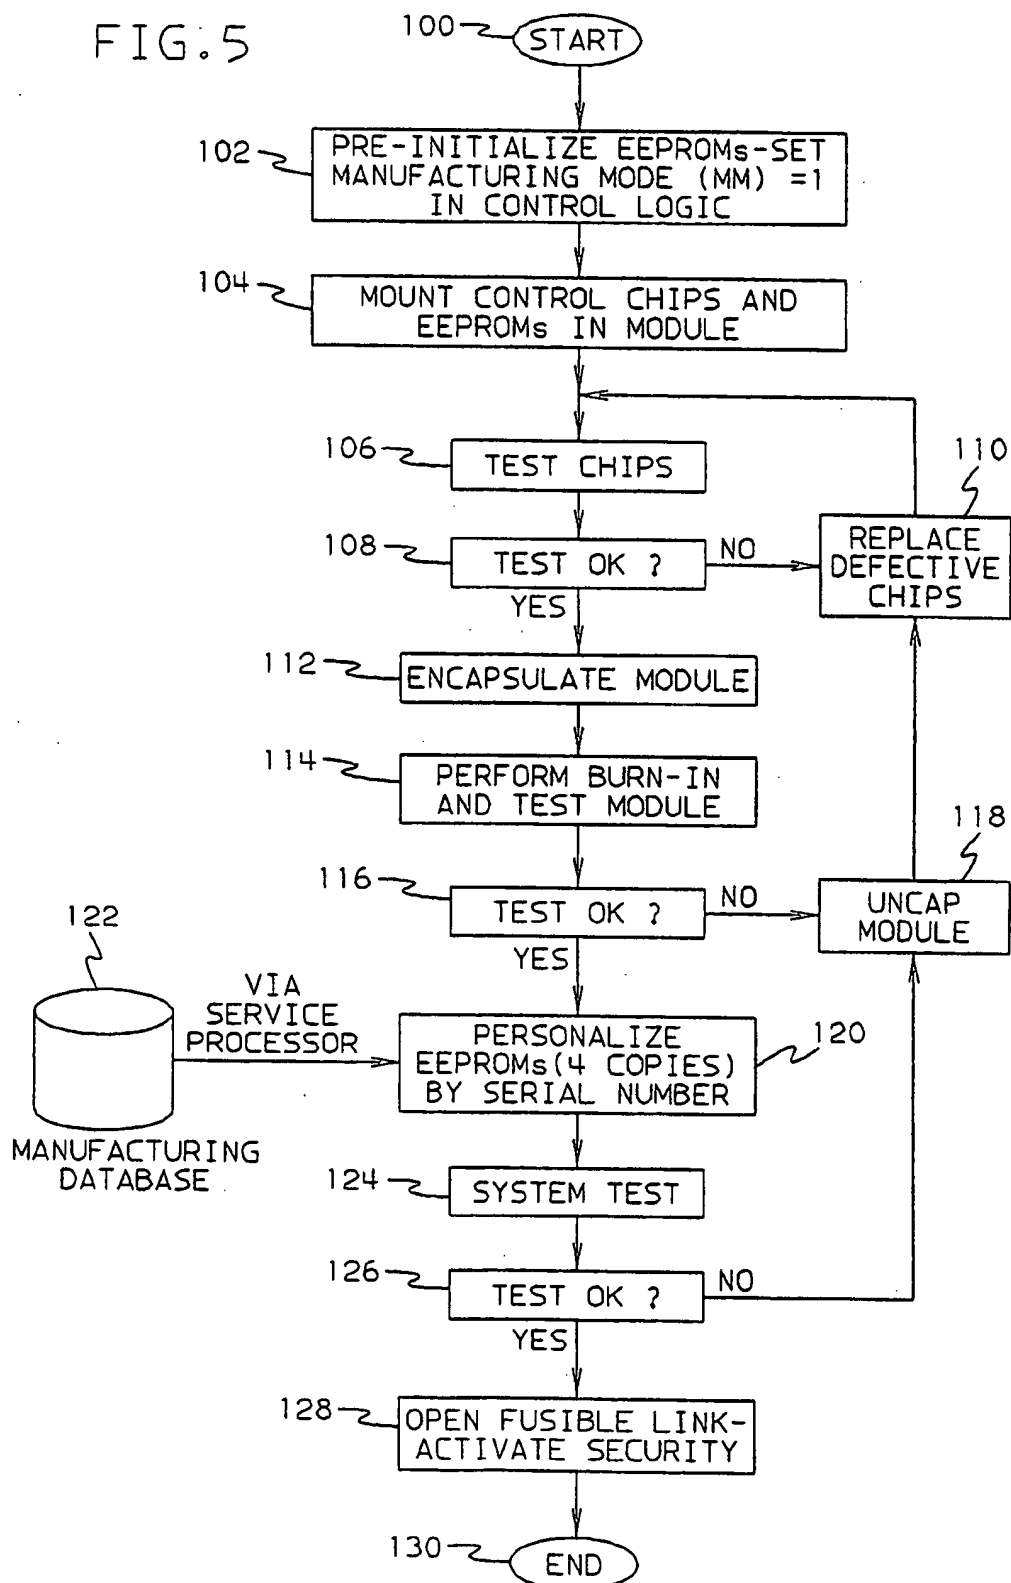 FIG.5
100
START
102
PRE-INITIALIZE EEPROMs-SET
MANUFACTURING MODE (MM) =1
IN CONTROL LOGIC
104
MOUNT CONTROL CHIPS AND
EEPROMs IN MODULE
106
TEST CHIPS
110
108
TEST OK ?
NO
REPLACE
DEFECTIVE
CHIPS
YES
112
ENCAPSULATE MODULE
114
PERFORM BURN-IN
AND TEST MODULE
118
116
TEST OK ?
NO
UNCAP
MODULE
YES
122
VIA
SERVICE
PROCESSOR
PERSONALIZE
EEPROMs(4 COPIES)
BY SERIAL NUMBER
120
MANUFACTURING
DATABASE
124
SYSTEM TEST
126
TEST OK ?
NO
YES
128
OPEN FUSIBLE LINK-
ACTIVATE SECURITY
130
END